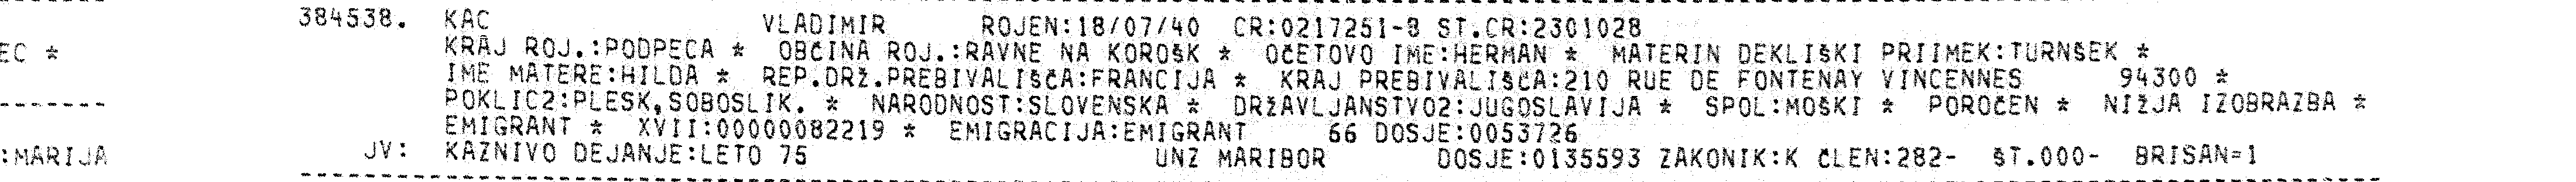 384538. KAC VLADIMIR ROJEN:18/07/40 CR:0217251-8 ST.CR:2301028
EC * KRAJ ROJ.:PODPECA * OBČINA ROJ.:RAVNE NA KOROŠK * OČETOVO IME:HERMAN * MATERIN DEKLIŠKI PRIIMEK:TURNŠEK *
IME MATERE:HILDA * REP.DRŽ.PREBIVALIŠČA:FRANCIJA * KRAJ PREBIVALIŠČA:210 RUE DE FONTENAY VINCENNES 94300 *
------- POKLIC2:PLESK,SOBOSLIK. * NARODNOST:SLOVENSKA * DRŽAVLJANSTVO2:JUGOSLAVIJA * SPOL:MOŠKI * POROČEN * NIŽJA IZOBRAZBA *
EMIGRANT * XVII:00000082219 * EMIGRACIJA:EMIGRANT 66 DOSJE:0053726
:MARIJA JV: KAZNIVO DEJANJE:LETO 75 UNZ MARIBOR DOSJE:0135593 ZAKONIK:K ČLEN:282- ŠT.000- BRISAN=1